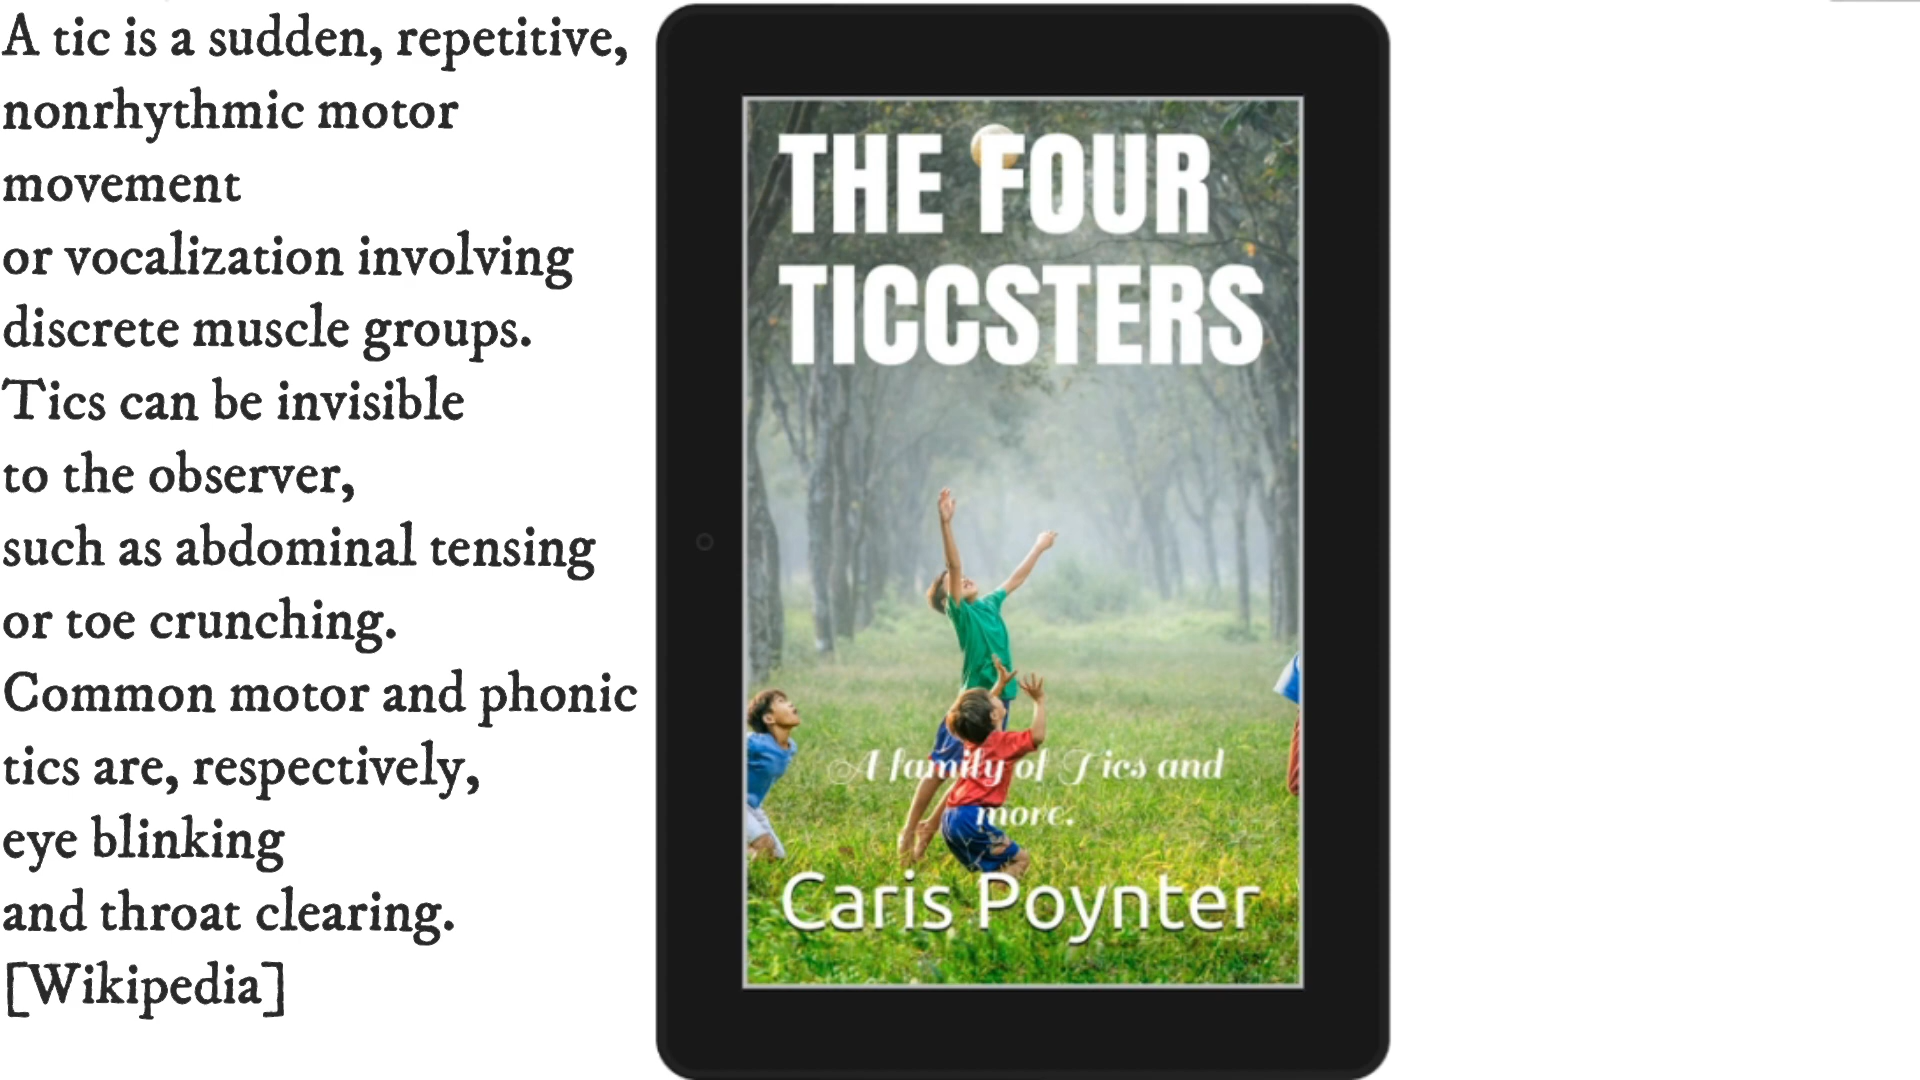 A tic is a sudden, repetitive,
nonrhythmic motor
movement
or vocalization involving
discrete muscle groups.
Tics can be invisible
to the observer,
such as abdominal tensing
or toe crunching.
Common motor and phonic
tics are, respectively,
eye blinking
and throat clearing.
[Wikipedia]
THE FOUR
TICCSTERS
A family of Tics and
more.
Caris Poynter